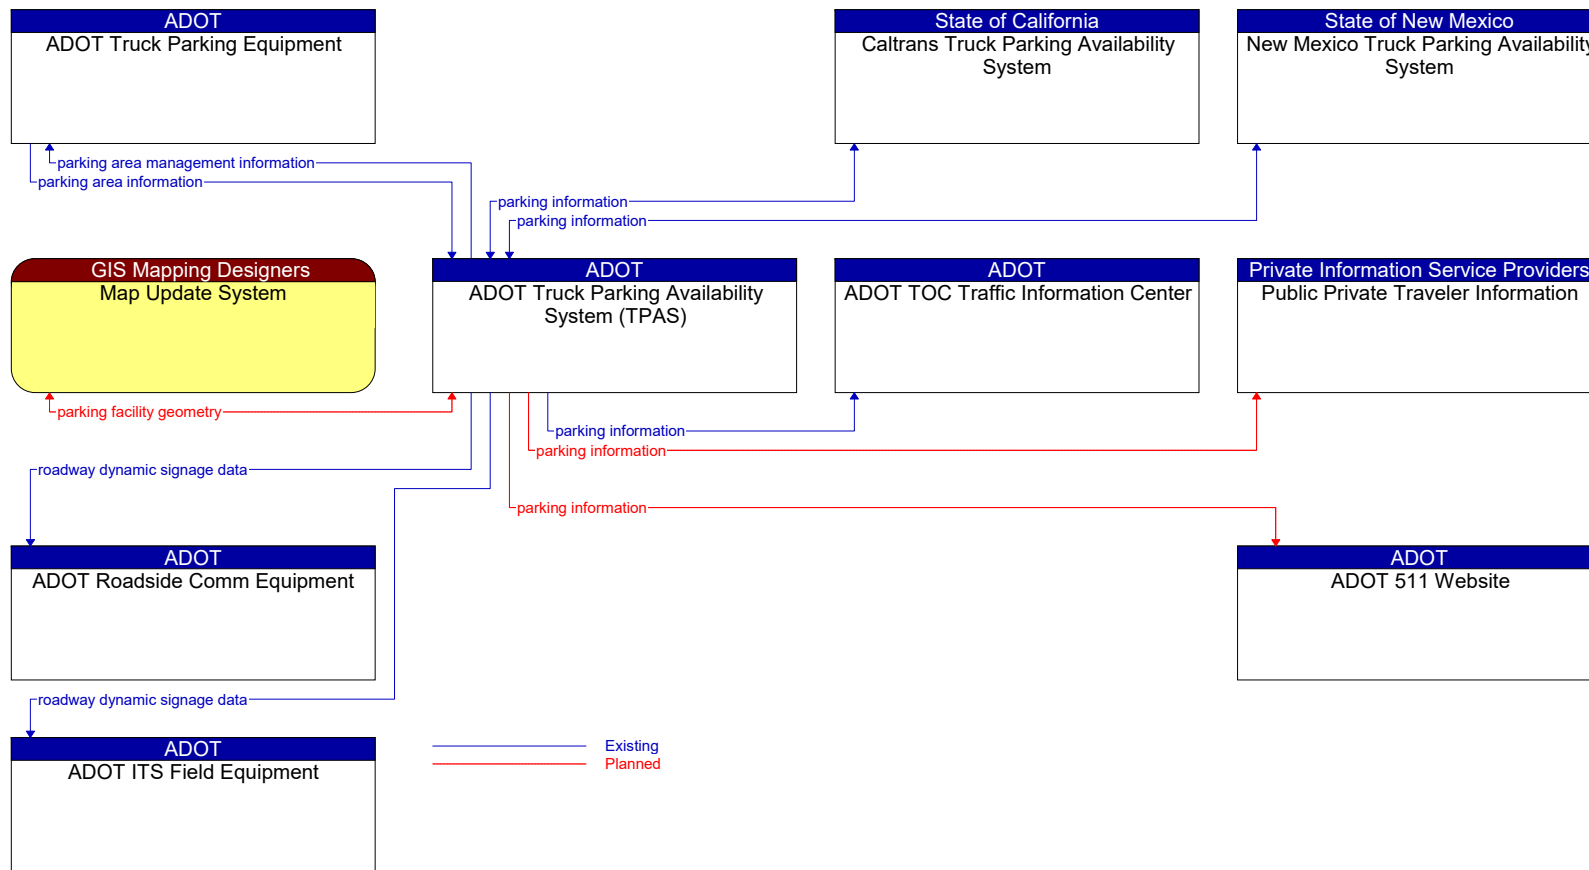 ADOT
ADOT Truck Parking Equipment
State of California
Caltrans Truck Parking Availability
System
State of New Mexico
New Mexico Truck Parking Availability
System
parking area management information
parking area information
parking information
parking information
GIS Mapping Designers
Map Update System
ADOT
ADOT Truck Parking Availability
System (TPAS)
ADOT
ADOT TOC Traffic Information Center
Private Information Service Providers
Public Private Traveler Information
parking facility geometry
parking information
parking information
roadway dynamic signage data
parking information
ADOT
ADOT Roadside Comm Equipment
ADOT
ADOT 511 Website
roadway dynamic signage data
ADOT
ADOT ITS Field Equipment
Existing
Planned